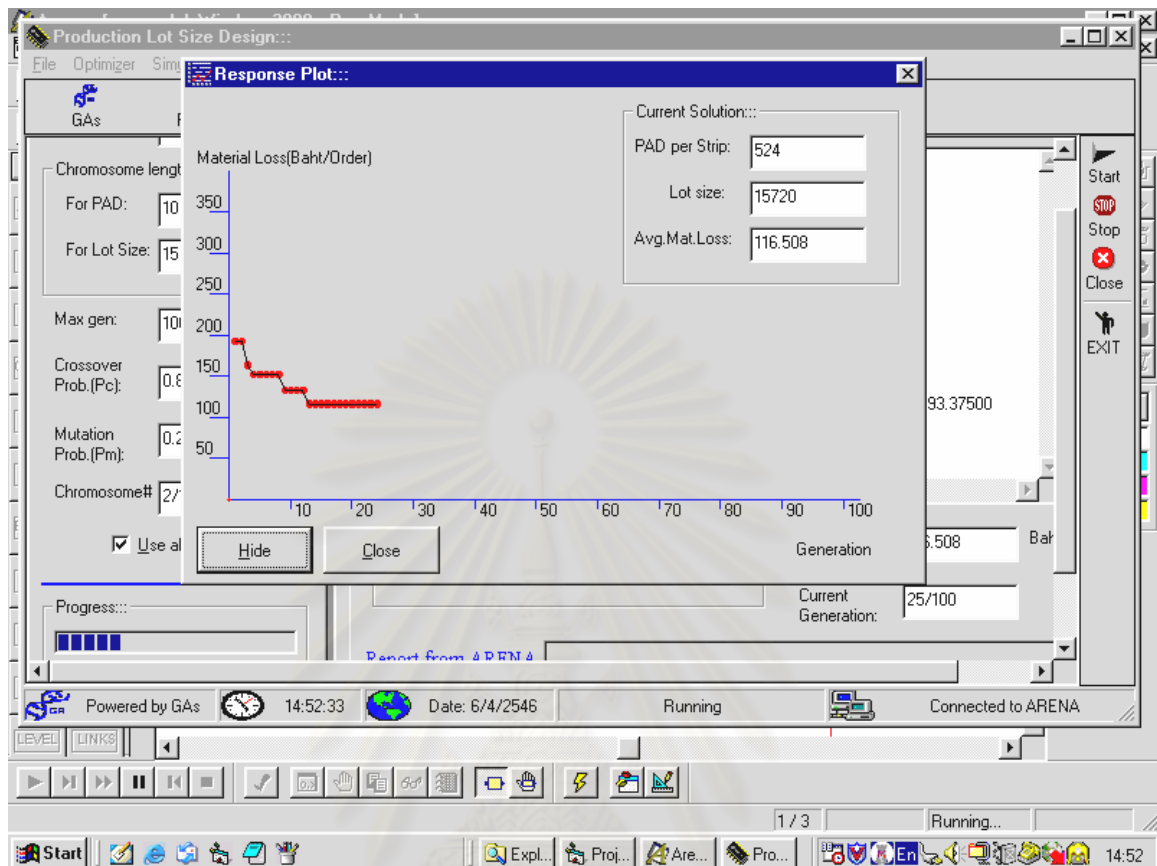 Production Lot Size Design:::
File Optimizer
GAs
Response Plot:::
Current Solution:::
PAD per Strip: 524
Lot size: 15720
Avg.Mat.Loss: 116.508
Material Loss(Baht/Order)
350
300
250
200
150
100
50
10 20 30 40 50 60 70 80 90 100
Hide
Close
Generation
Chromosome
For PAD: 10
For Lot Size: 15
Max gen:
Crossover
Prob.(Pc):
Mutation
Prob.(Pm):
Chromosome#
Use
93.37500
Start
Stop
Close
EXIT
Progress:::
Current
Generation: 25/100
Report from ARENA
Powered by GAs
14:52:33
Date: 6/4/2546
Running
Connected to ARENA
LEVEL
LINKS
1 / 3
Running...
Start
Expl...
Proj...
Are...
Pro...
En
14:52